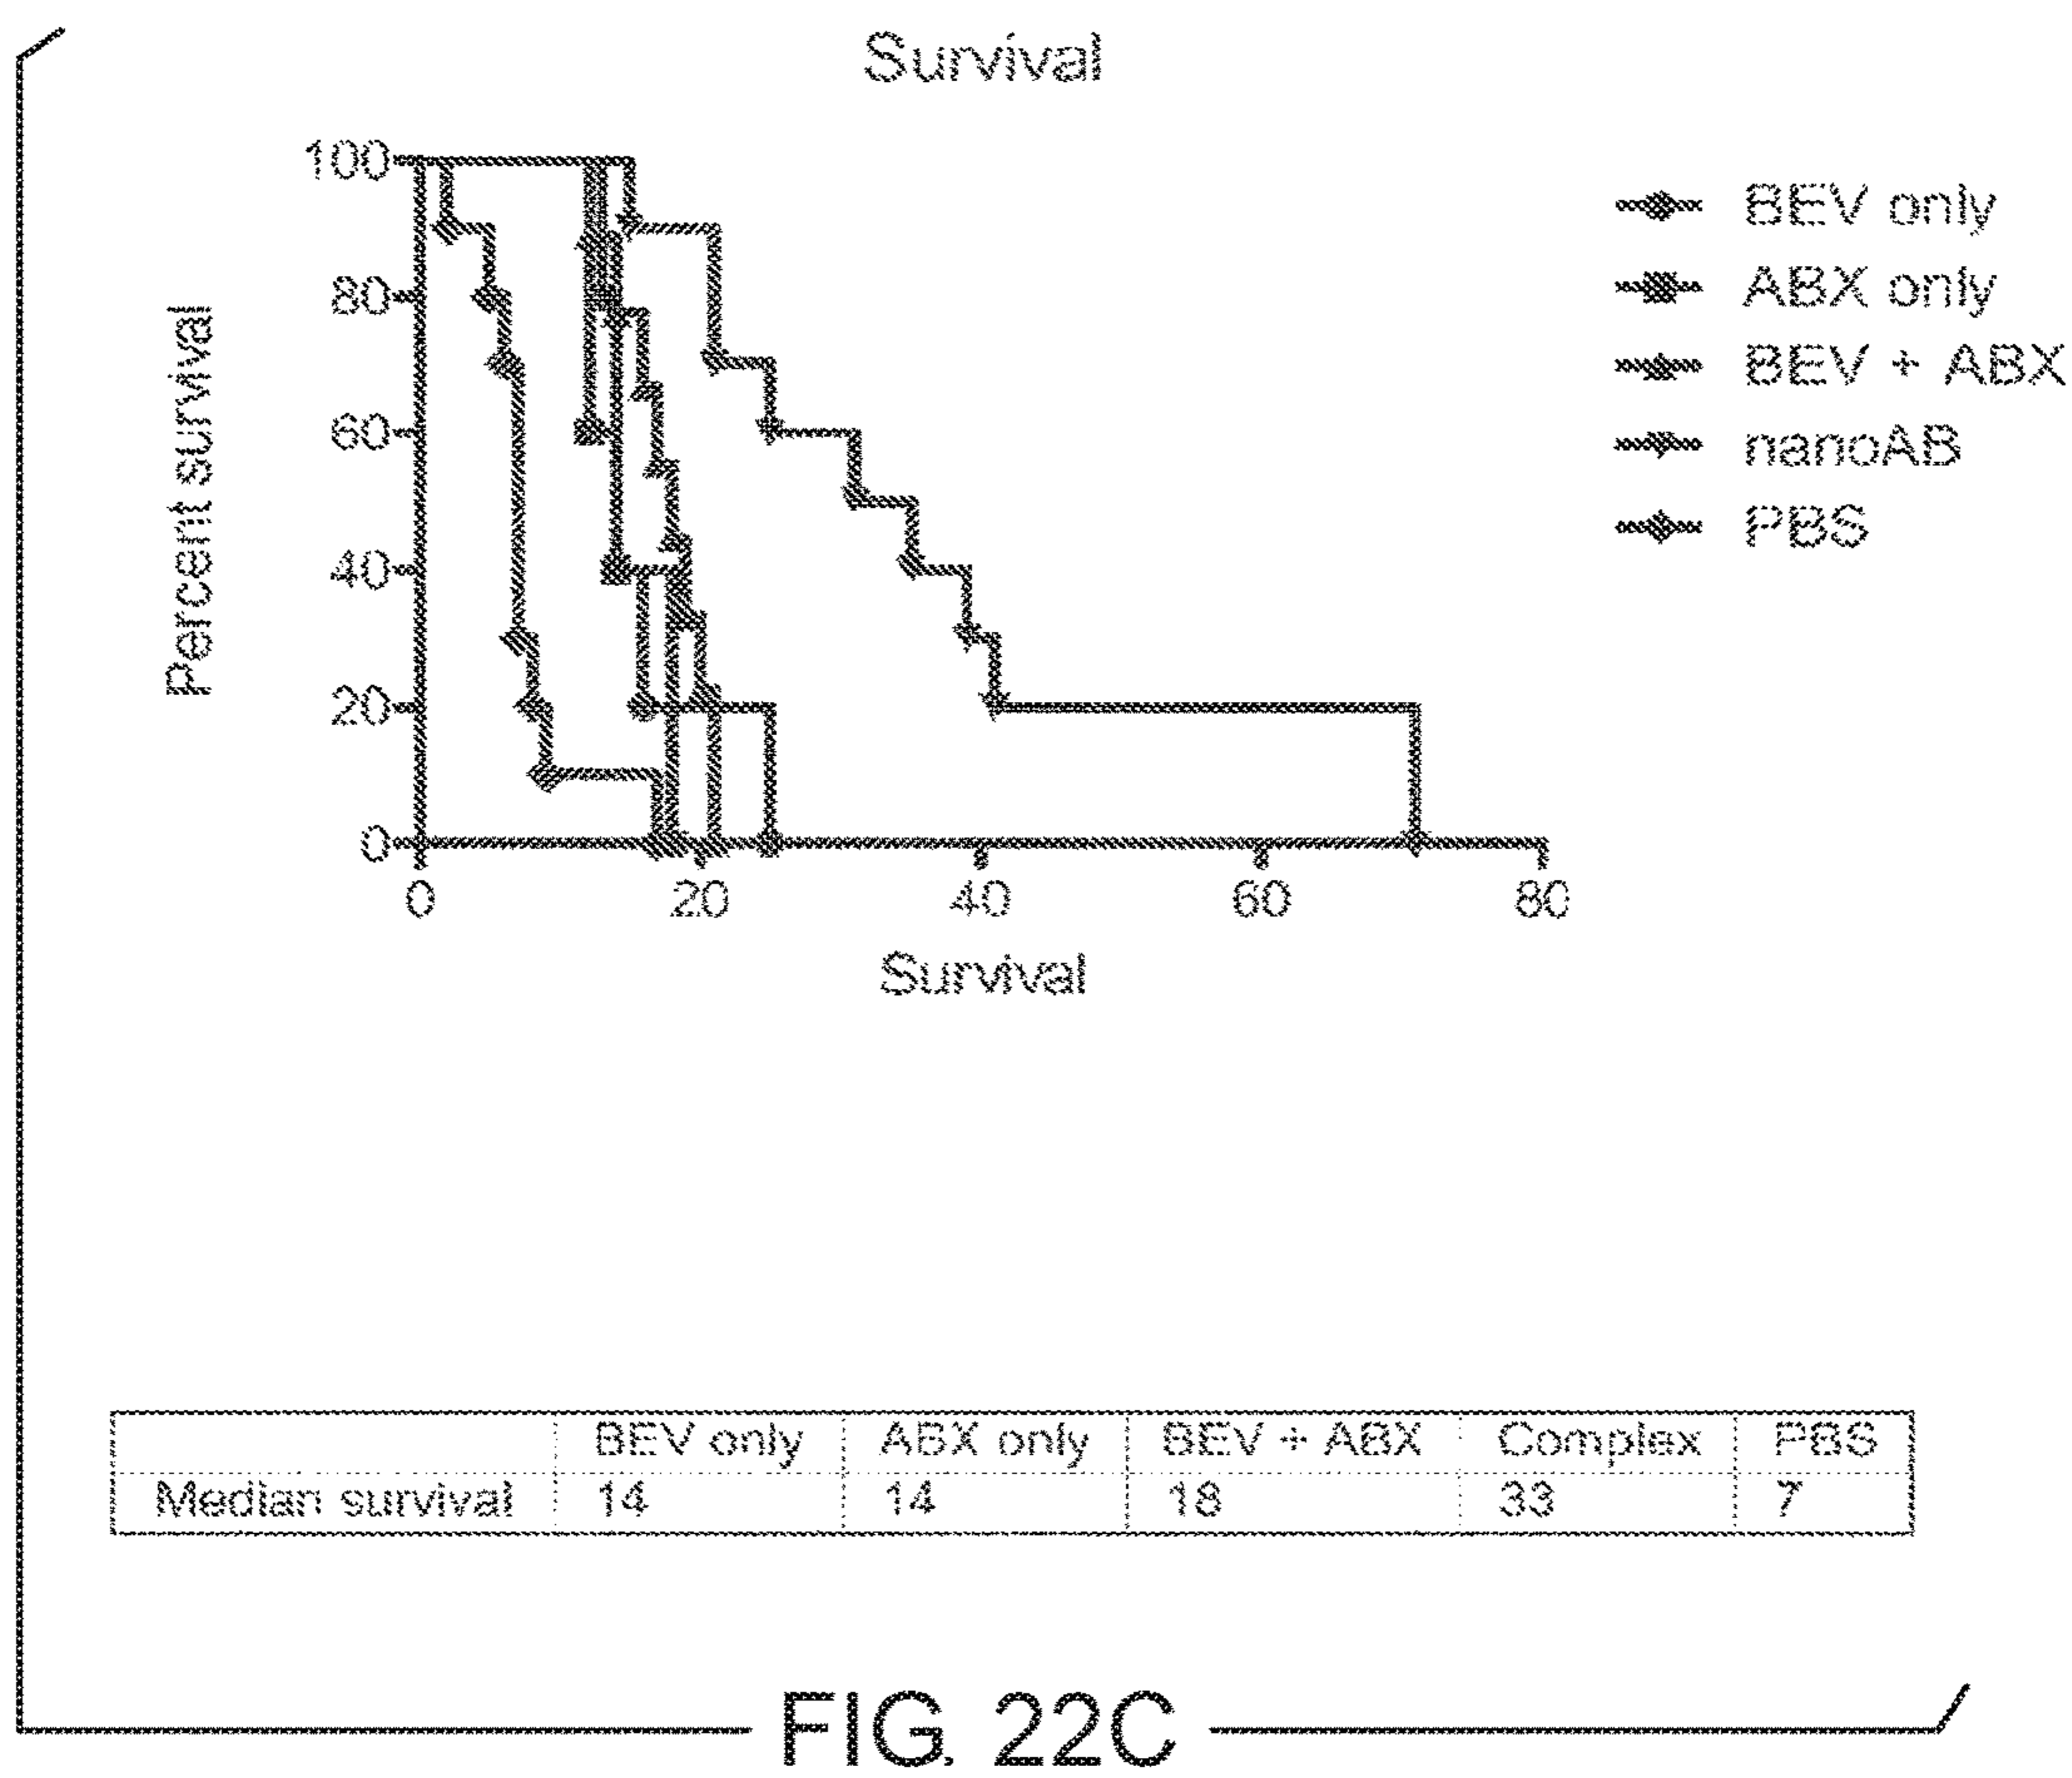 Survival
Percent survival
100
80
60
40
20
0
0 20 40 60 80
Survival
BEV only
ABX only
BEV + ABX
nanoAB
PBS
BEV only ABX only BEV + ABX Complex PBS
Median survival 14 14 18 33 7
FIG. 22C